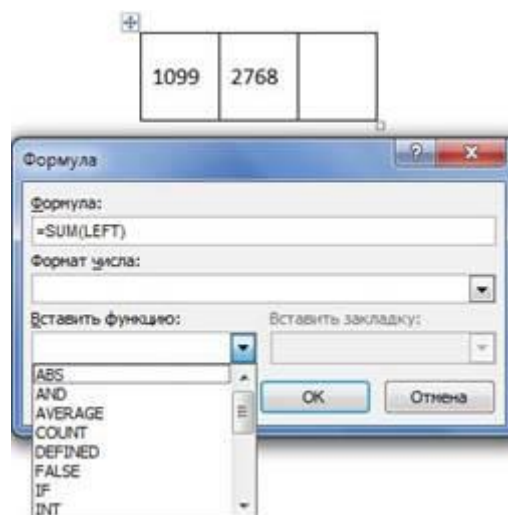 1099 2768
Формула
Формула:
=SUM(LEFT)
Формат числа:
Вставить функцию: Вставить закладку:
ABS
AND
AVERAGE
COUNT
DEFINED
FALSE
IF
INT
ОК Отмена